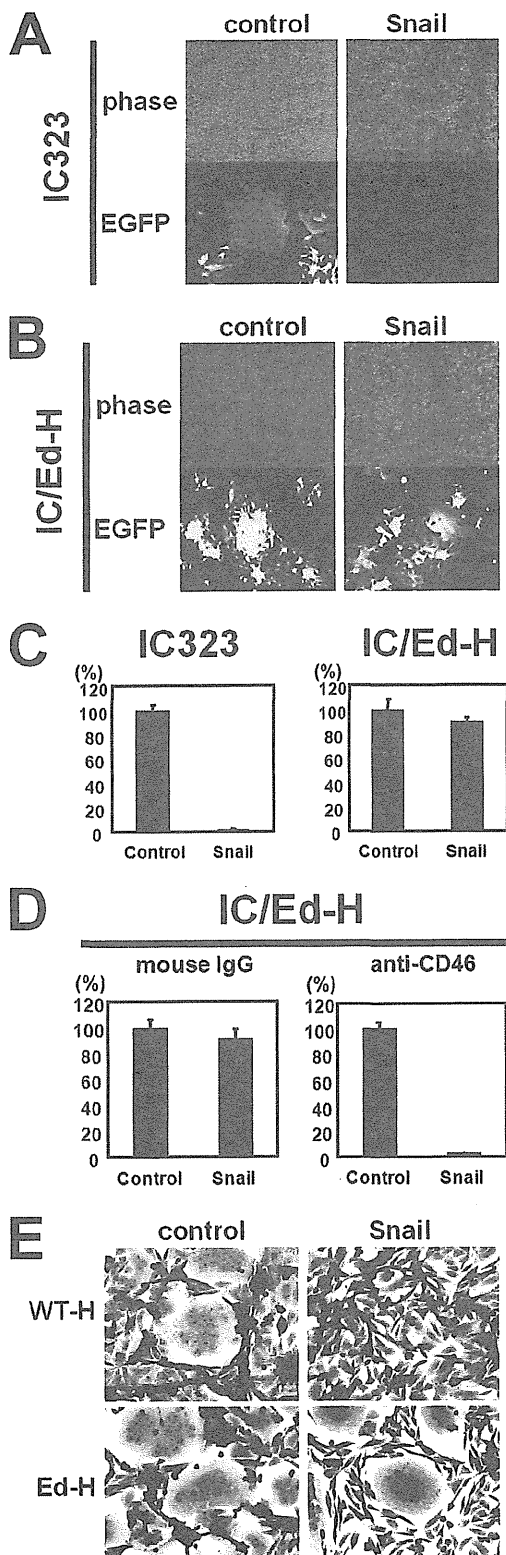 A
control Snail
IC323
phase
EGFP
B
control Snail
IC/Ed-H
phase
EGFP
C
IC323 IC/Ed-H
(%)
120
100
80
60
40
20
0
Control Snail
120
100
80
60
40
20
0
Control Snail
D
IC/Ed-H
mouse IgG anti-CD46
(%)
120
100
80
60
40
20
0
Control Snail
(%)
120
100
80
60
40
20
0
Control Snail
E
control Snail
WT-H
Ed-H